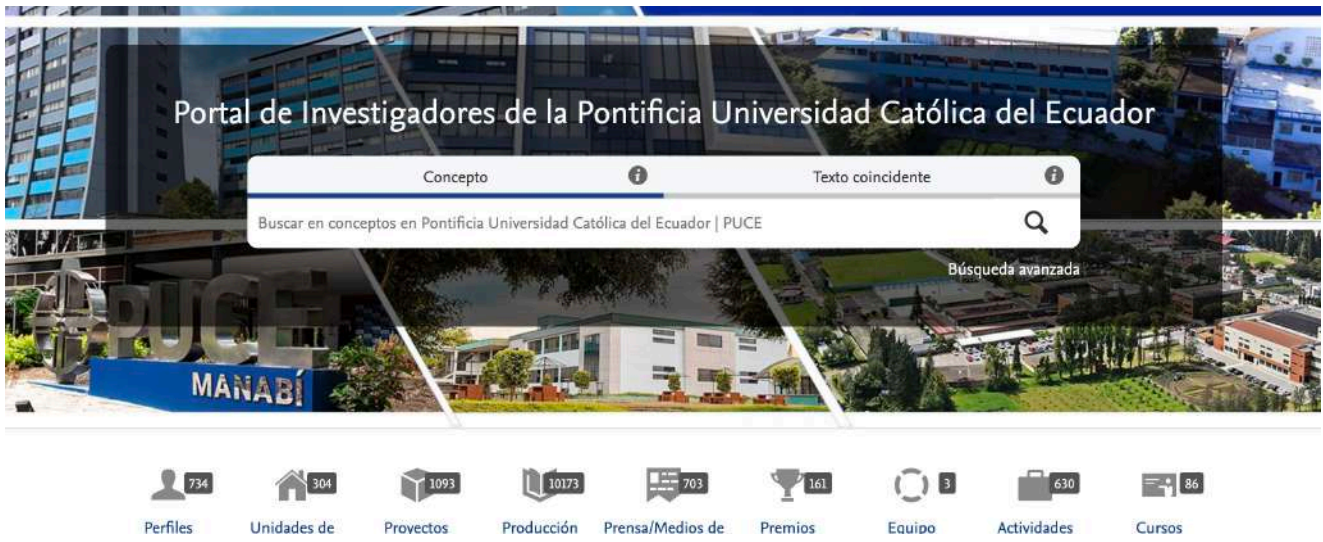 Portal de Investigadores de la Pontificia Universidad Católica del Ecuador
Concepto
Texto coincidente
Buscar en conceptos en Pontificia Universidad Católica del Ecuador | PUCE
Búsqueda avanzada
PUCE
MANABÍ
734 304 1093 10173 703 161 3 630 86
Perfiles Unidades de Proyectos Producción Prensa/Medios de Premios Equipo Actividades Cursos